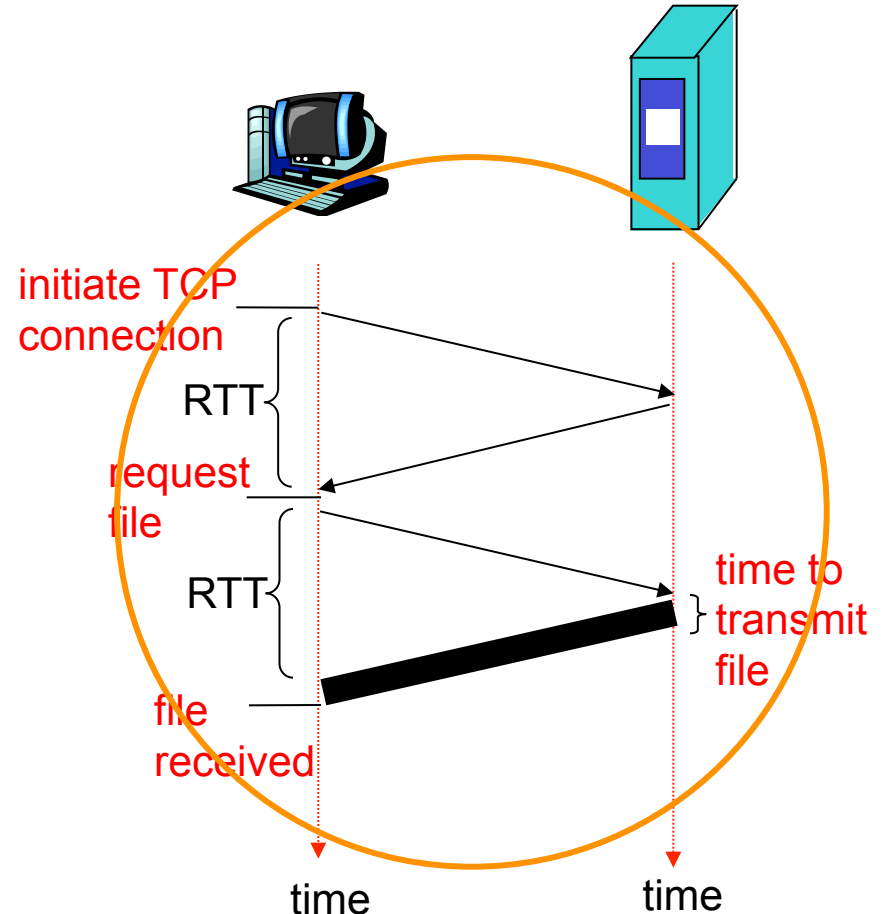 initiate TCP
connection
RTT
request
file
RTT
time to
transmit
file
file
received
time
time